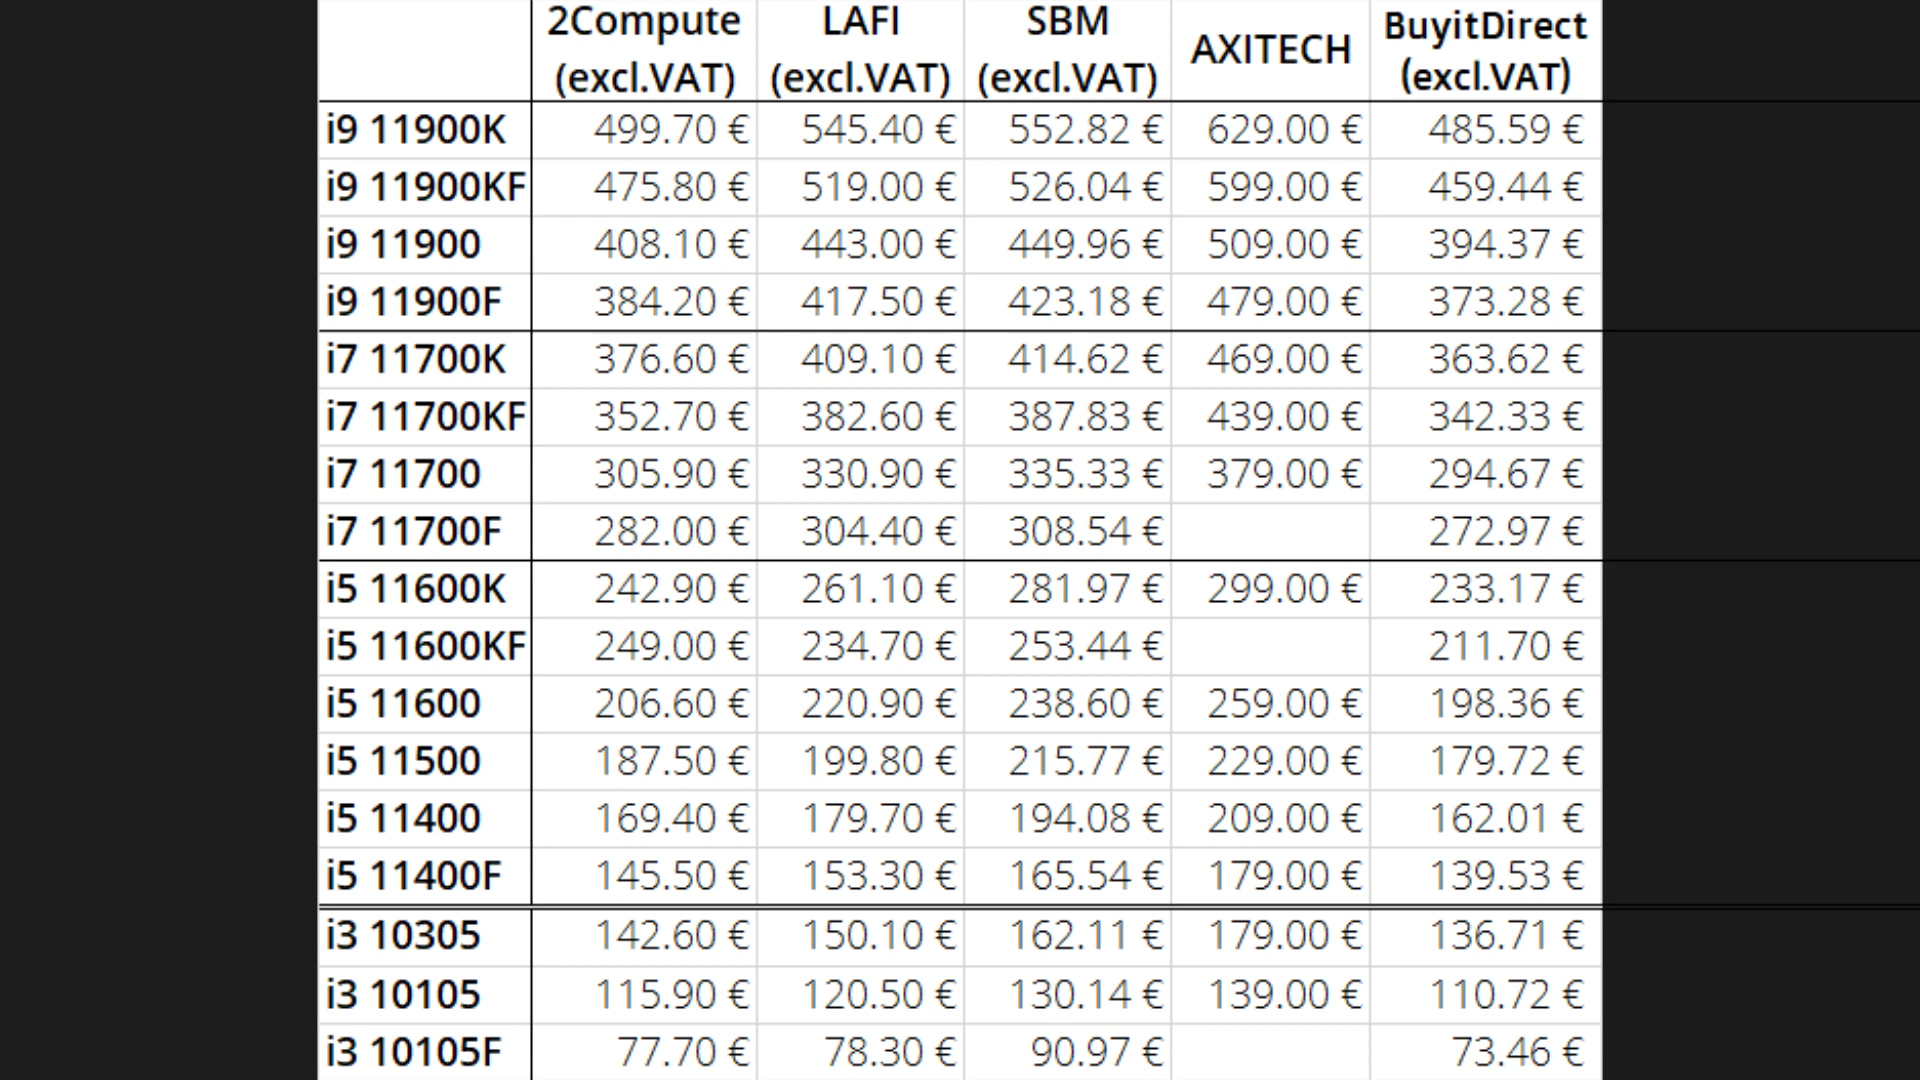 2Compute (excl.VAT) LAFI (excl.VAT) SBM (excl.VAT) AXITECH BuyitDirect (excl.VAT)
i9 11900K 499.70 € 545.40 € 552.82 € 629.00 € 485.59 €
i9 11900KF 475.80 € 519.00 € 526.04 € 599.00 € 459.44 €
i9 11900 408.10 € 443.00 € 449.96 € 509.00 € 394.37 €
i9 11900F 384.20 € 417.50 € 423.18 € 479.00 € 373.28 €
i7 11700K 376.60 € 409.10 € 414.62 € 469.00 € 363.62 €
i7 11700KF 352.70 € 382.60 € 387.83 € 439.00 € 342.33 €
i7 11700 305.90 € 330.90 € 335.33 € 379.00 € 294.67 €
i7 11700F 282.00 € 304.40 € 308.54 € 272.97 €
i5 11600K 242.90 € 261.10 € 281.97 € 299.00 € 233.17 €
i5 11600KF 249.00 € 234.70 € 253.44 € 211.70 €
i5 11600 206.60 € 220.90 € 238.60 € 259.00 € 198.36 €
i5 11500 187.50 € 199.80 € 215.77 € 229.00 € 179.72 €
i5 11400 169.40 € 179.70 € 194.08 € 209.00 € 162.01 €
i5 11400F 145.50 € 153.30 € 165.54 € 179.00 € 139.53 €
i3 10305 142.60 € 150.10 € 162.11 € 179.00 € 136.71 €
i3 10105 115.90 € 120.50 € 130.14 € 139.00 € 110.72 €
i3 10105F 77.70 € 78.30 € 90.97 € 73.46 €